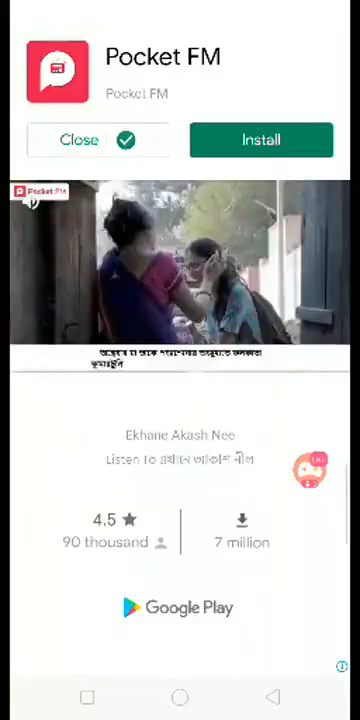 Pocket FM
Pocket FM
Close
Install
Pocket FM
Ekhane Akash Nee
Listen To এখানে আকাশ নীল
4.5 ★
90 thousand
7 million
Google Play